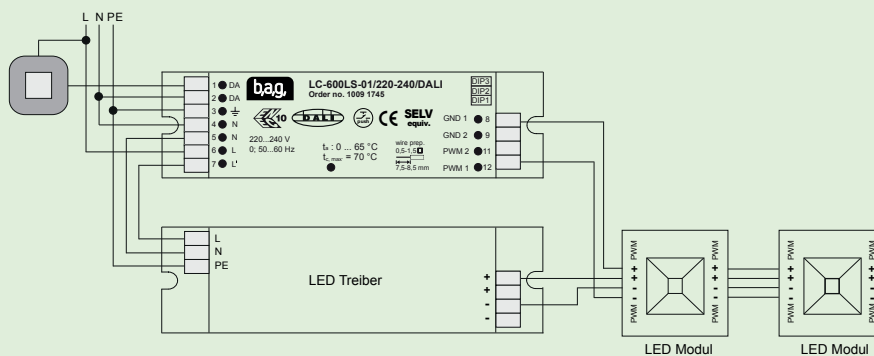 L N PE
1 DA
2 DA
3
4 N
5 N
6 L
7 L'
b.a.g.
LC-600LS-01/220-240/DALI
Order no. 1009 1745
DIP3
DIP2
DIP1
10
DALI
push
CE
SELV
equiv.
220...240 V
0; 50...60 Hz
ta : 0 ... 65 °C
tc, max = 70 °C
wire prep.
0,5-1,5
7,5-8,5 mm
GND 1 8
GND 2 9
PWM 2 11
PWM 1 12
L
N
PE
LED Treiber
+
+
-
-
PWM
+
+
-
-
PWM
PWM
+
+
-
-
PWM
LED Modul
PWM
+
+
-
-
PWM
PWM
+
+
-
-
PWM
LED Modul